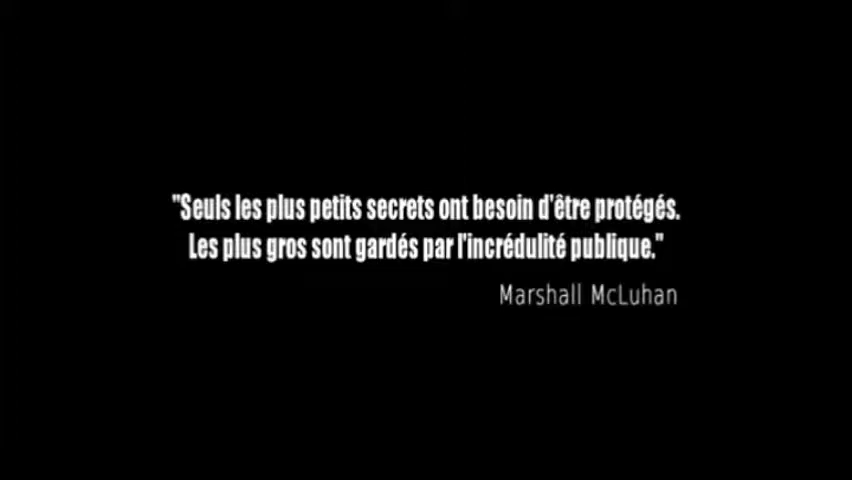 "Seuls les plus petits secrets ont besoin d'être protégés.
Les plus gros sont gardés par l'incrédulité publique."
Marshall McLuhan